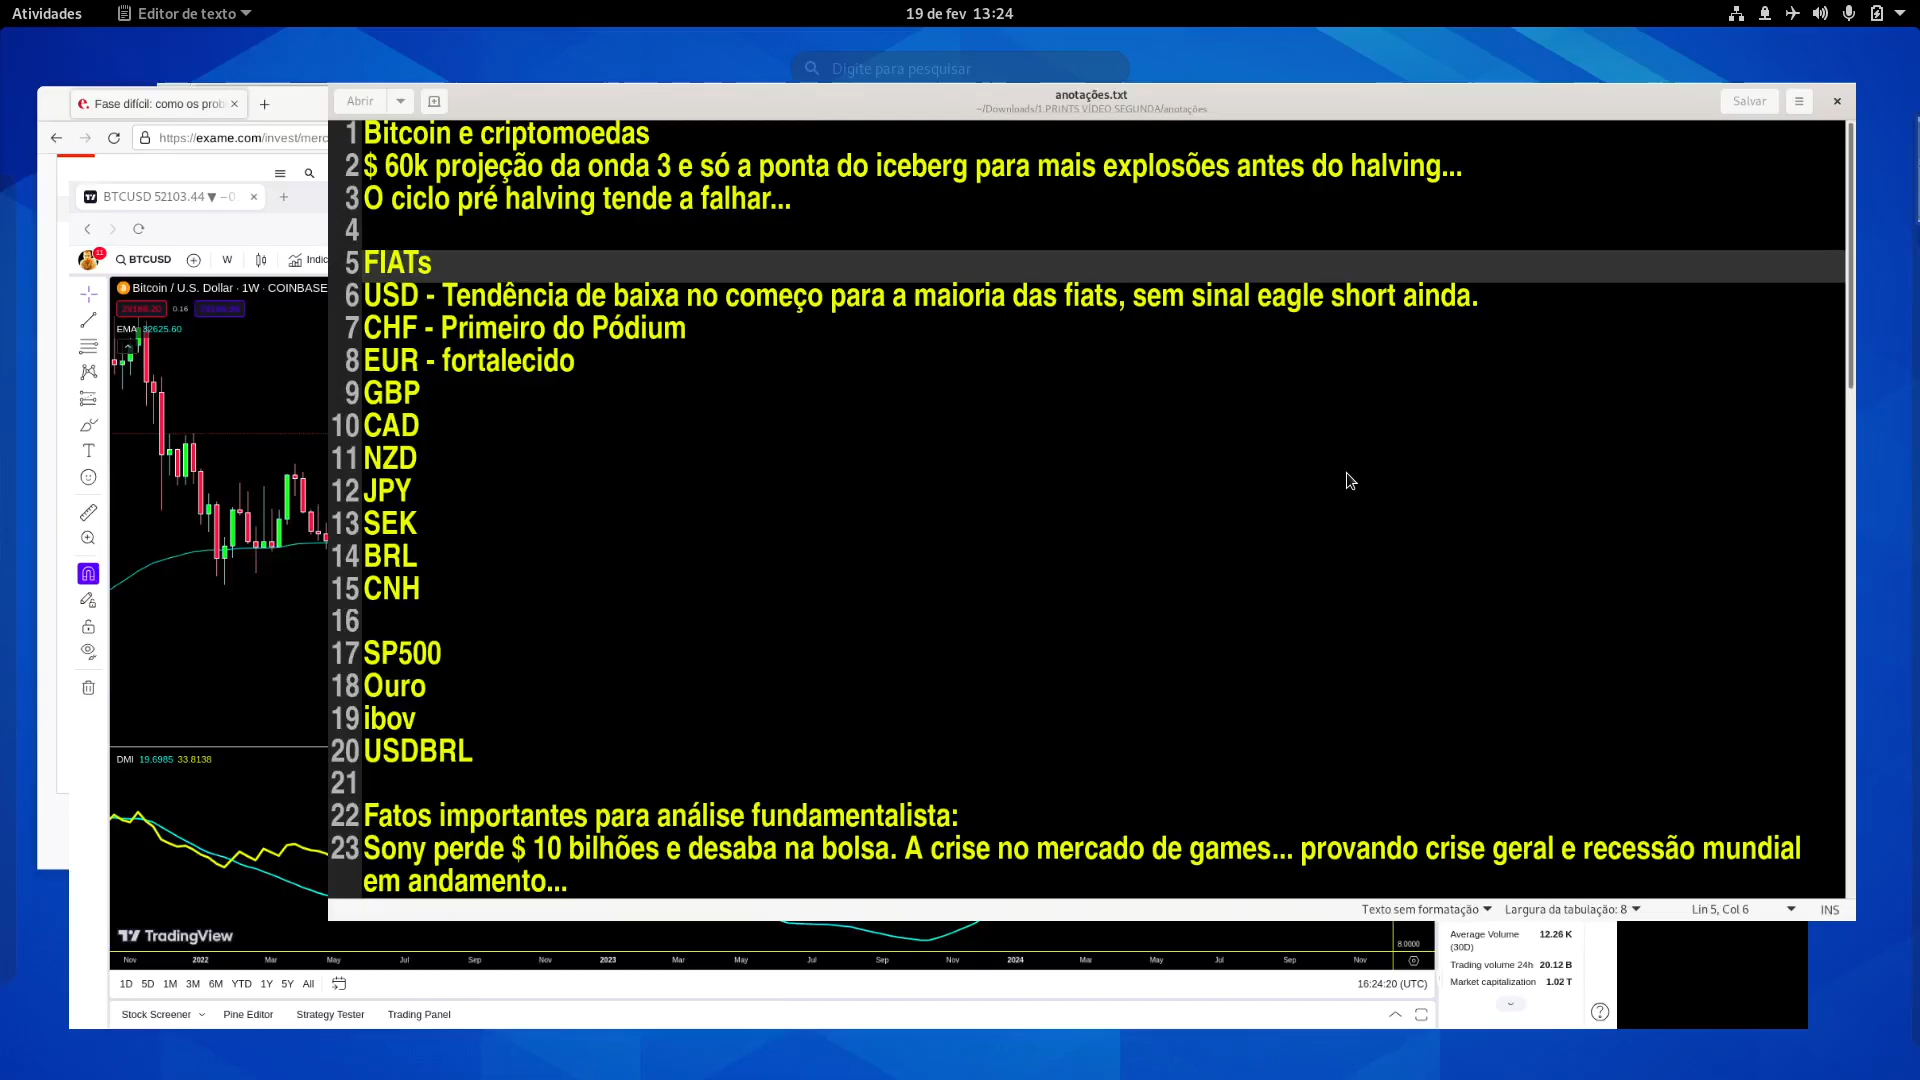 Atividades
Editor de texto
19 de fev 13:24
Digite para pesquisar
Fase difícil: como os prob
https://exame.com/invest/merc
BTCUSD 52103.44 ▼ −0.
11
BTCUSD
W
Indic
Bitcoin / U.S. Dollar · 1W · COINBASE
0.16
EMA 32625.60
DMI 19.6985 33.8138
Abrir
anotações.txt
~/Downloads/1.PRINTS VÍDEO SEGUNDA/anotações
Salvar
1 Bitcoin e criptomoedas
2 $ 60k projeção da onda 3 e só a ponta do iceberg para mais explosões antes do halving...
3 O ciclo pré halving tende a falhar...
4
5 FIATs
6 USD - Tendência de baixa no começo para a maioria das fiats, sem sinal eagle short ainda.
7 CHF - Primeiro do Pódium
8 EUR - fortalecido
9 GBP
10 CAD
11 NZD
12 JPY
13 SEK
14 BRL
15 CNH
16
17 SP500
18 Ouro
19 ibov
20 USDBRL
21
22 Fatos importantes para análise fundamentalista:
23 Sony perde $ 10 bilhões e desaba na bolsa. A crise no mercado de games... provando crise geral e recessão mundial
em andamento...
Texto sem formatação
Largura da tabulação: 8
Lin 5, Col 6
INS
TradingView
8.0000
Nov 2022 Mar May Jul Sep Nov 2023 Mar May Jul Sep Nov 2024 Mar May Jul Sep Nov
1D 5D 1M 3M 6M YTD 1Y 5Y All
16:24:20 (UTC)
Stock Screener
Pine Editor
Strategy Tester
Trading Panel
Average Volume 12.26 K
(30D)
Trading volume 24h 20.12 B
Market capitalization 1.02 T